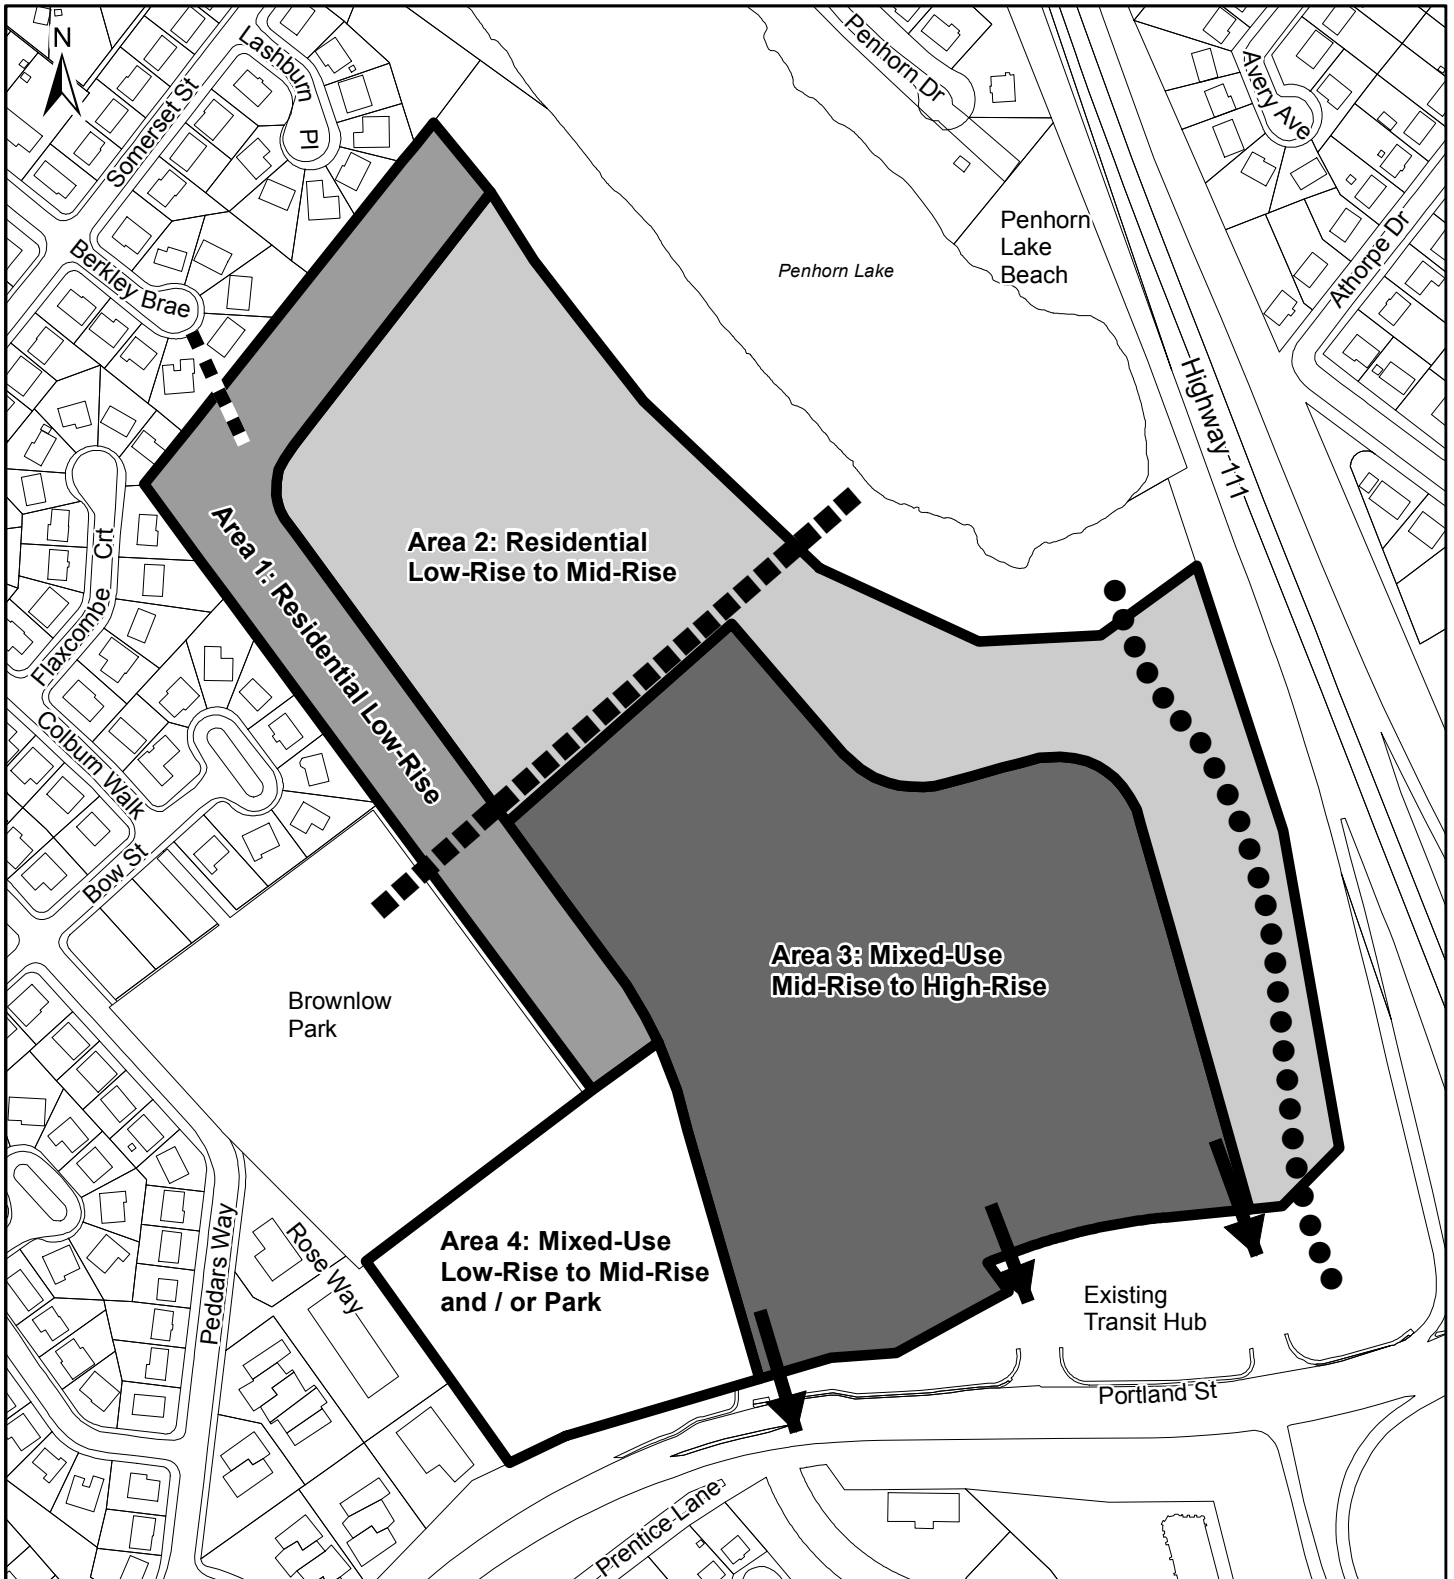 N
Lashburn
Pl
Somerset St
Penhorn Dr
Avery Ave
Penhorn
Lake
Beach
Penhorn Lake
Athorpe Dr
Berkley Brae
Highway 111
Area 2: Residential
Low-Rise to Mid-Rise
Area 1: Residential Low-Rise
Flaxcombe Crt
Colburn Walk
Bow St
Area 3: Mixed-Use
Mid-Rise to High-Rise
Brownlow
Park
Peddars Way
Rose Way
Area 4: Mixed-Use
Low-Rise to Mid-Rise
and / or Park
Existing
Transit Hub
Portland St
Prentice Lane